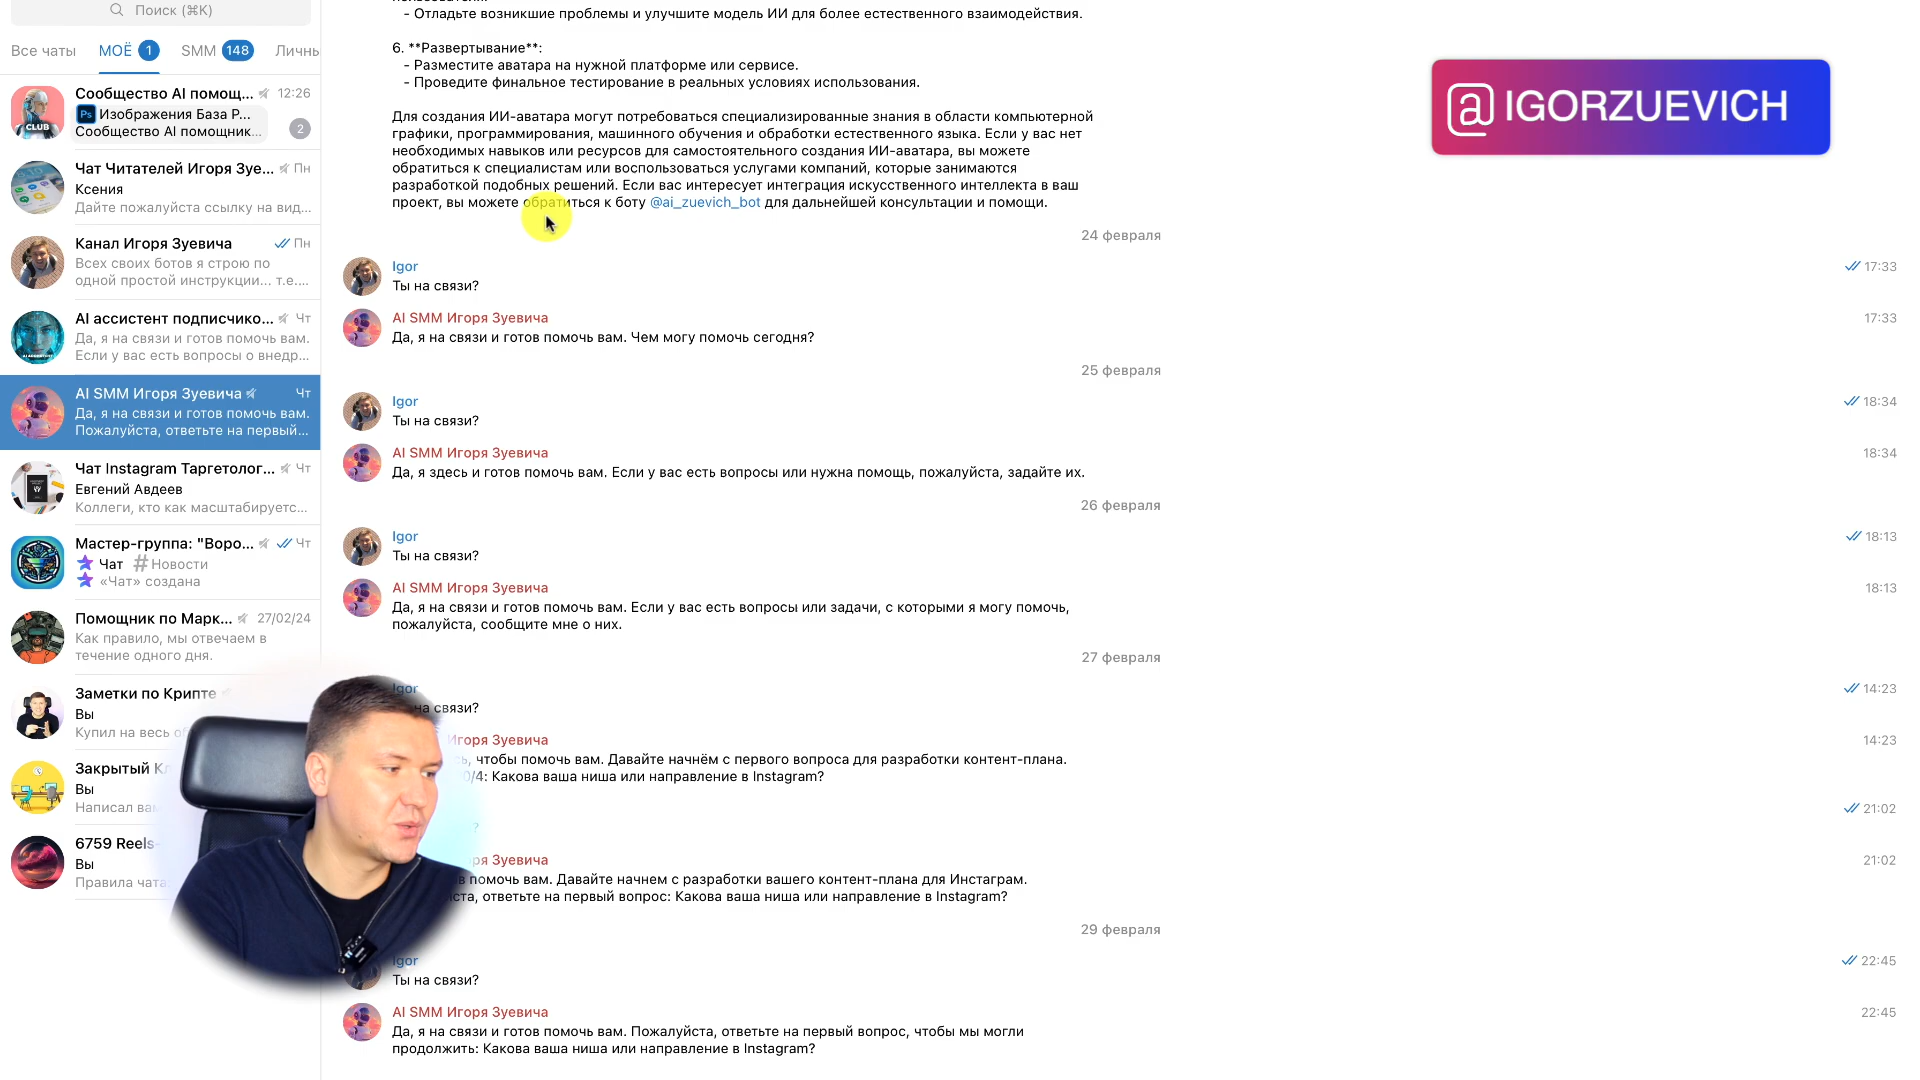 Поиск (⌘K)
Все чаты МОЁ 1 SMM 148 Личны
Сообщество AI помощ... 12:26
Ps Изображения База Р...
Сообщество AI помощник... 2
CLUB
Чат Читателей Игоря Зуе... Пн
Ксения
Дайте пожалуйста ссылку на вид...
Канал Игоря Зуевича Пн
Всех своих ботов я строю по
одной простой инструкции... т.е....
AI ассистент подписчико... Чт
Да, я на связи и готов помочь вам.
Если у вас есть вопросы о внедр...
AI SMM Игоря Зуевича Чт
Да, я на связи и готов помочь вам.
Пожалуйста, ответьте на первый...
Чат Instagram Таргетолог... Чт
Евгений Авдеев
Коллеги, кто как масштабируетс...
Мастер-группа: "Воро... Чт
Чат # Новости
«Чат» создана
Помощник по Марк... 27/02/24
Как правило, мы отвечаем в
течение одного дня.
Заметки по Крипте
Вы
Купил на весь
Закрытый
Вы
Написал
6759 Reels-
Вы
Правила чата
- Отладьте возникшие проблемы и улучшите модель ИИ для более естественного взаимодействия.
6. **Развертывание**:
- Разместите аватара на нужной платформе или сервисе.
- Проведите финальное тестирование в реальных условиях использования.
Для создания ИИ-аватара могут потребоваться специализированные знания в области компьютерной
графики, программирования, машинного обучения и обработки естественного языка. Если у вас нет
необходимых навыков или ресурсов для самостоятельного создания ИИ-аватара, вы можете
обратиться к специалистам или воспользоваться услугами компаний, которые занимаются
разработкой подобных решений. Если вас интересует интеграция искусственного интеллекта в ваш
проект, вы можете обратиться к боту @ai_zuevich_bot для дальнейшей консультации и помощи.
24 февраля
Igor 17:33
Ты на связи?
AI SMM Игоря Зуевича 17:33
Да, я на связи и готов помочь вам. Чем могу помочь сегодня?
25 февраля
Igor 18:34
Ты на связи?
AI SMM Игоря Зуевича 18:34
Да, я здесь и готов помочь вам. Если у вас есть вопросы или нужна помощь, пожалуйста, задайте их.
26 февраля
Igor 18:13
Ты на связи?
AI SMM Игоря Зуевича 18:13
Да, я на связи и готов помочь вам. Если у вас есть вопросы или задачи, с которыми я могу помочь,
пожалуйста, сообщите мне о них.
27 февраля
Igor 14:23
на связи?
Игоря Зуевича 14:23
чтобы помочь вам. Давайте начнём с первого вопроса для разработки контент-плана.
0/4: Какова ваша ниша или направление в Instagram?
21:02
?
Зуевича 21:02
помочь вам. Давайте начнем с разработки вашего контент-плана для Инстаграм.
ответьте на первый вопрос: Какова ваша ниша или направление в Instagram?
29 февраля
Igor 22:45
Ты на связи?
AI SMM Игоря Зуевича 22:45
Да, я на связи и готов помочь вам. Пожалуйста, ответьте на первый вопрос, чтобы мы могли
продолжить: Какова ваша ниша или направление в Instagram?
@IGORZUEVICH